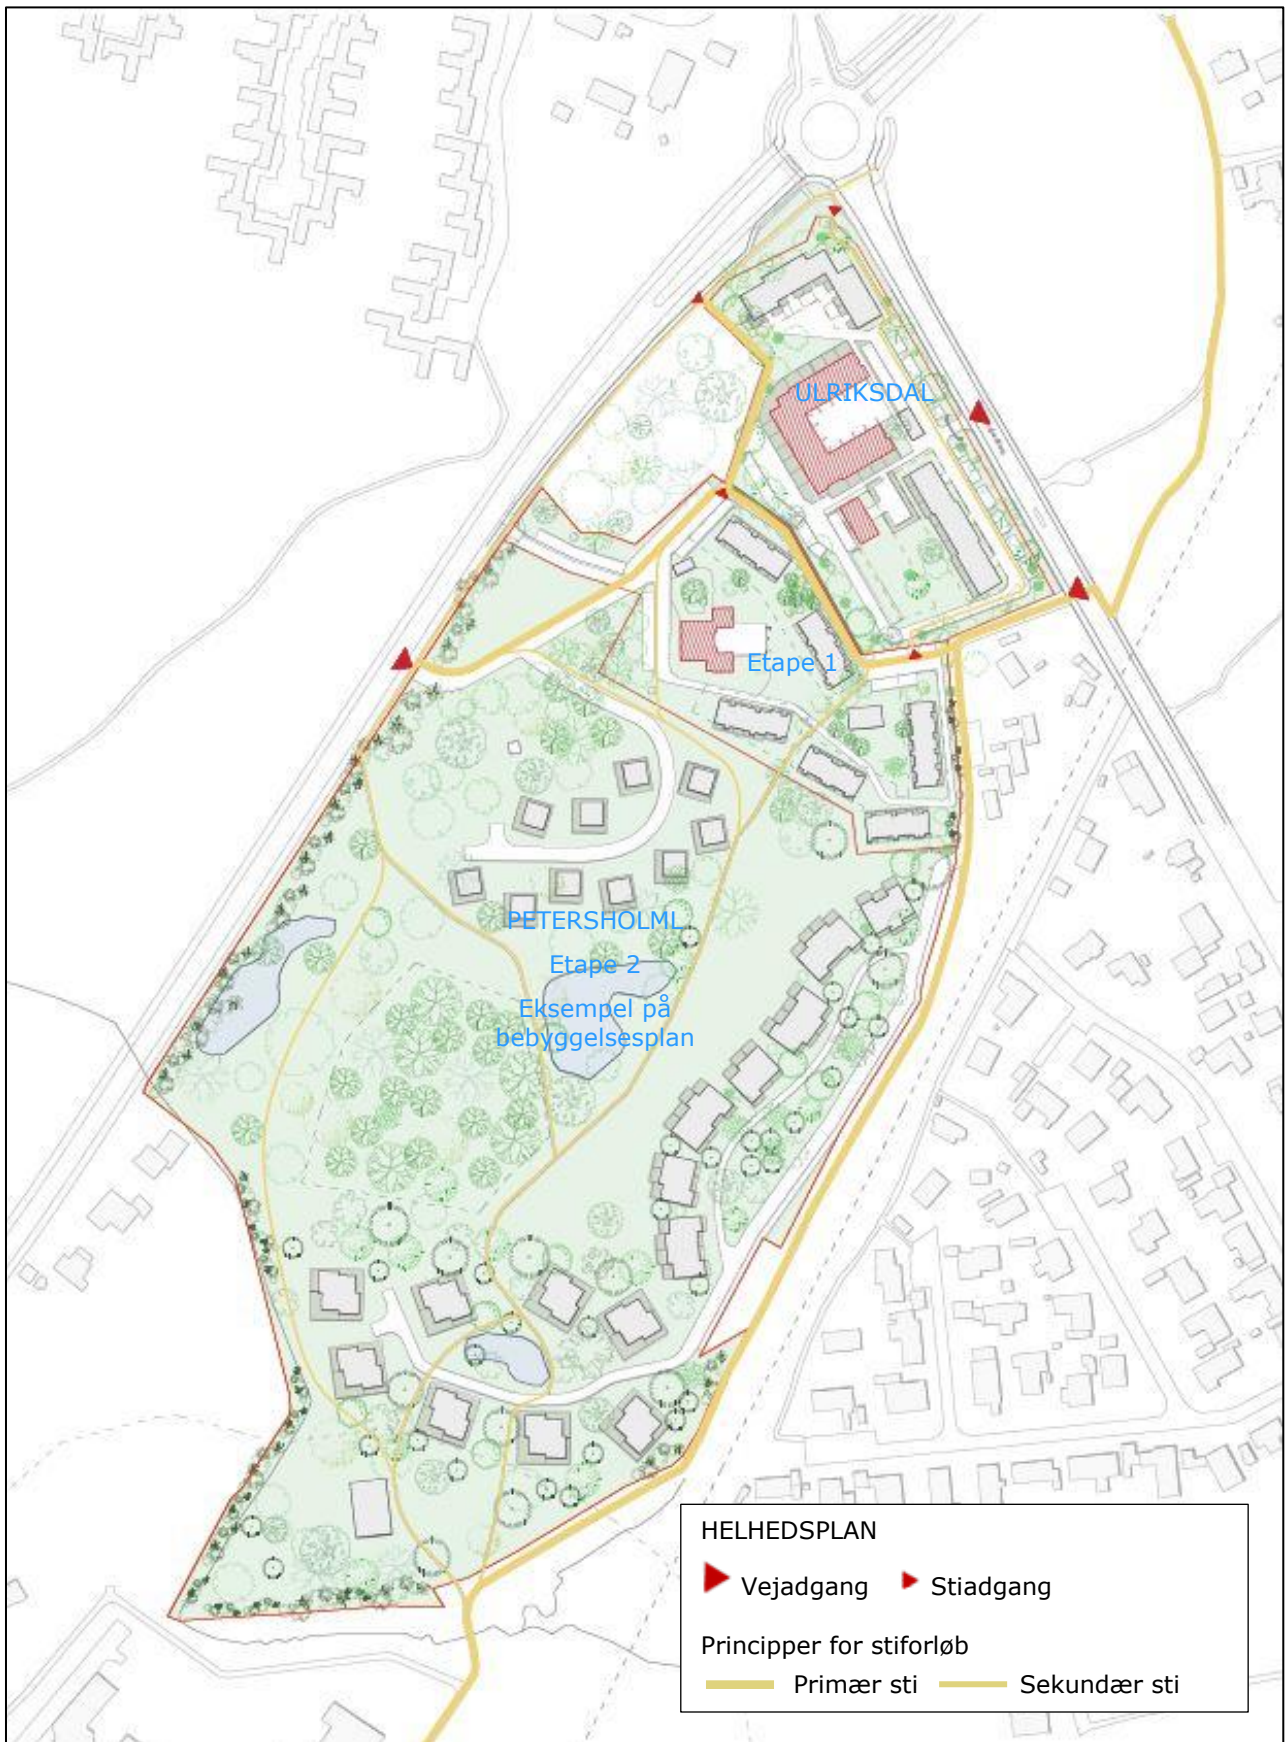 ULRIKSDAL
Etape 1
PETERSHOLML
Etape 2
Eksempel på
bebyggelsesplan
HELHEDSPLAN
Vejadgang Stiadgang
Principper for stiforløb
Primær sti Sekundær sti